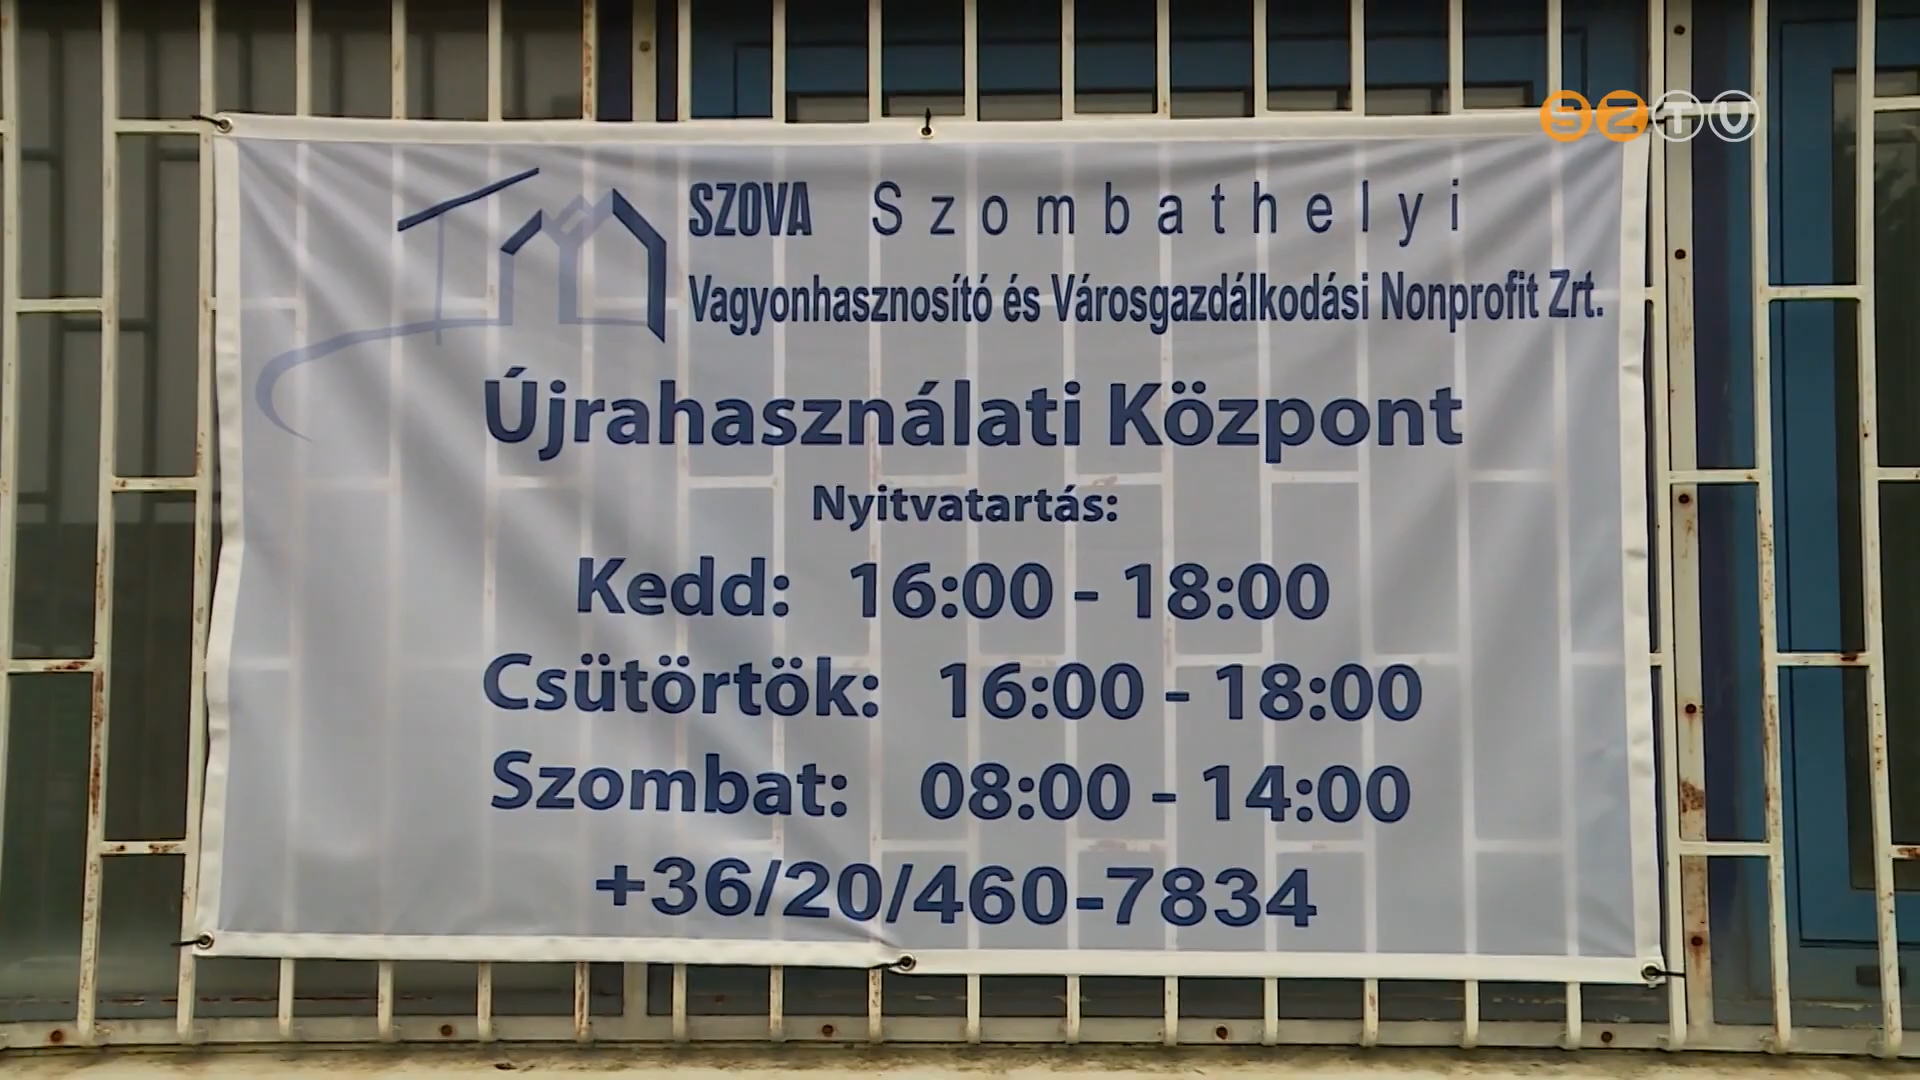 SZTV
SZOVA Szombathelyi
Vagyonhasznosító és Városgazdálkodási Nonprofit Zrt.
Újrahasználati Központ
Nyitvatartás:
Kedd: 16:00 - 18:00
Csütörtök: 16:00 - 18:00
Szombat: 08:00 - 14:00
+36/20/460-7834